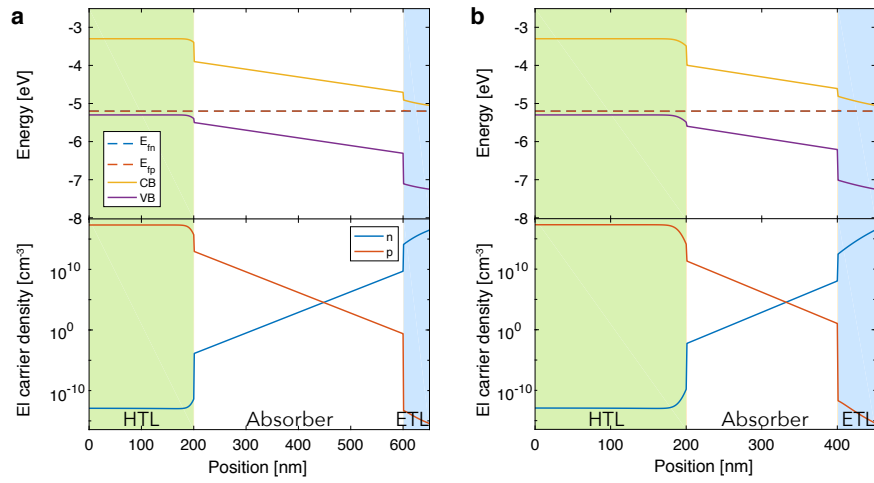 a
b
-3
-4
-5
-6
-7
-8
Energy [eV]
E_fn
E_fp
CB
VB
-3
-4
-5
-6
-7
-8
Energy [eV]
10^10
10^0
10^-10
El carrier density [cm^-3]
n
p
HTL
Absorber
ETL
0
100
200
300
400
500
600
Position [nm]
10^10
10^0
10^-10
El carrier density [cm^-3]
HTL
Absorber
ETL
0
100
200
300
400
Position [nm]